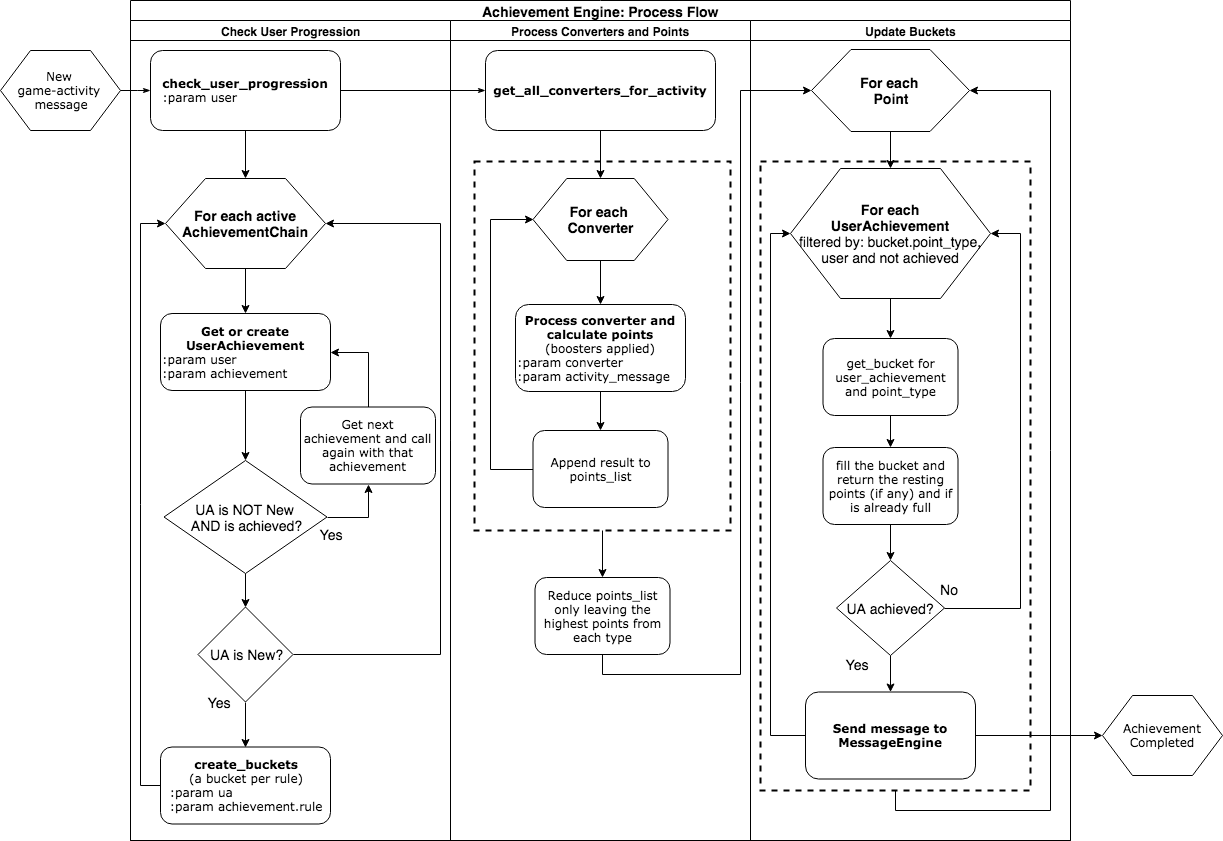 Achievement Engine: Process Flow
Check User Progression
Process Converters and Points
Update Buckets
New
game-activity
message
check_user_progression
:param user
For each active
AchievementChain
Get or create
UserAchievement
:param user
:param achievement
Get next
achievement and call
again with that
achievement
UA is NOT New
AND is achieved?
Yes
UA is New?
Yes
create_buckets
(a bucket per rule)
:param ua
:param achievement.rule
get_all_converters_for_activity
For each
Converter
Process converter and
calculate points
(boosters applied)
:param converter
:param activity_message
Append result to
points_list
Reduce points_list
only leaving the
highest points from
each type
For each
Point
For each
UserAchievement
filtered by: bucket.point_type,
user and not achieved
get_bucket for
user_achievement
and point_type
fill the bucket and
return the resting
points (if any) and if
is already full
UA achieved?
No
Yes
Send message to
MessageEngine
Achievement
Completed